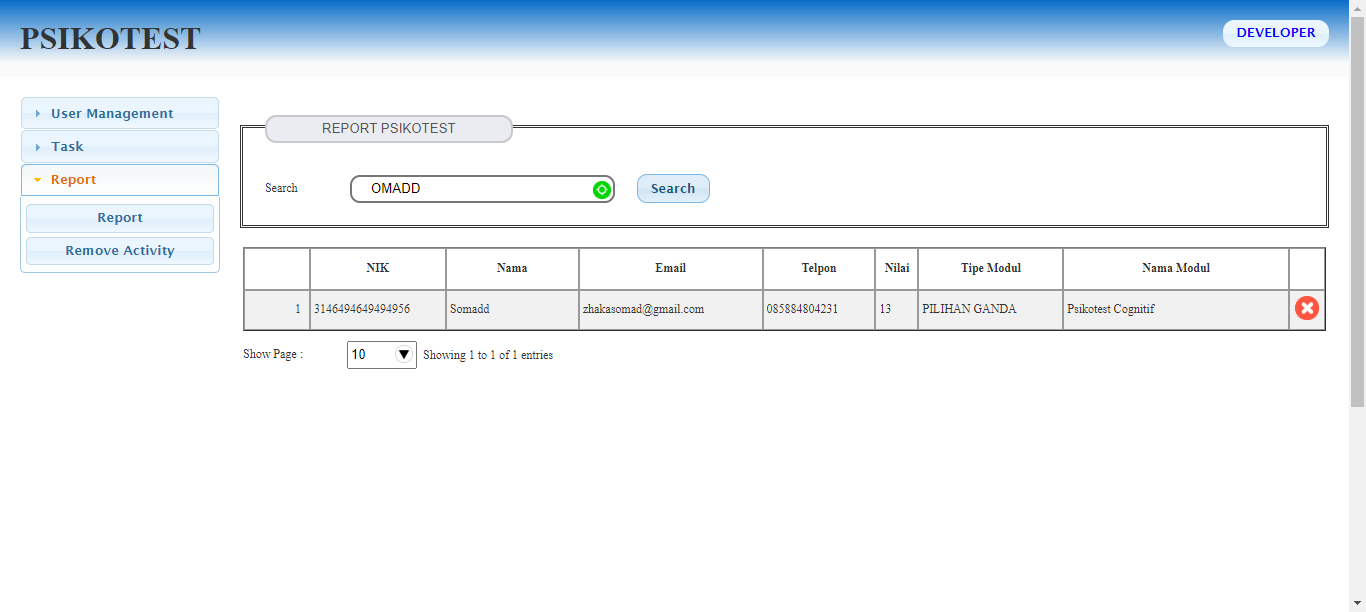 PSIKOTEST
DEVELOPER
User Management
Task
Report
Report
Remove Activity
REPORT PSIKOTEST
Search OMADD Search
NIK Nama Email Telpon Nilai Tipe Modul Nama Modul
1 3146494649494956 Somadd zhakasomad@gmail.com 085884804231 13 PILIHAN GANDA Psikotest Cognitif
Show Page : 10 Showing 1 to 1 of 1 entries